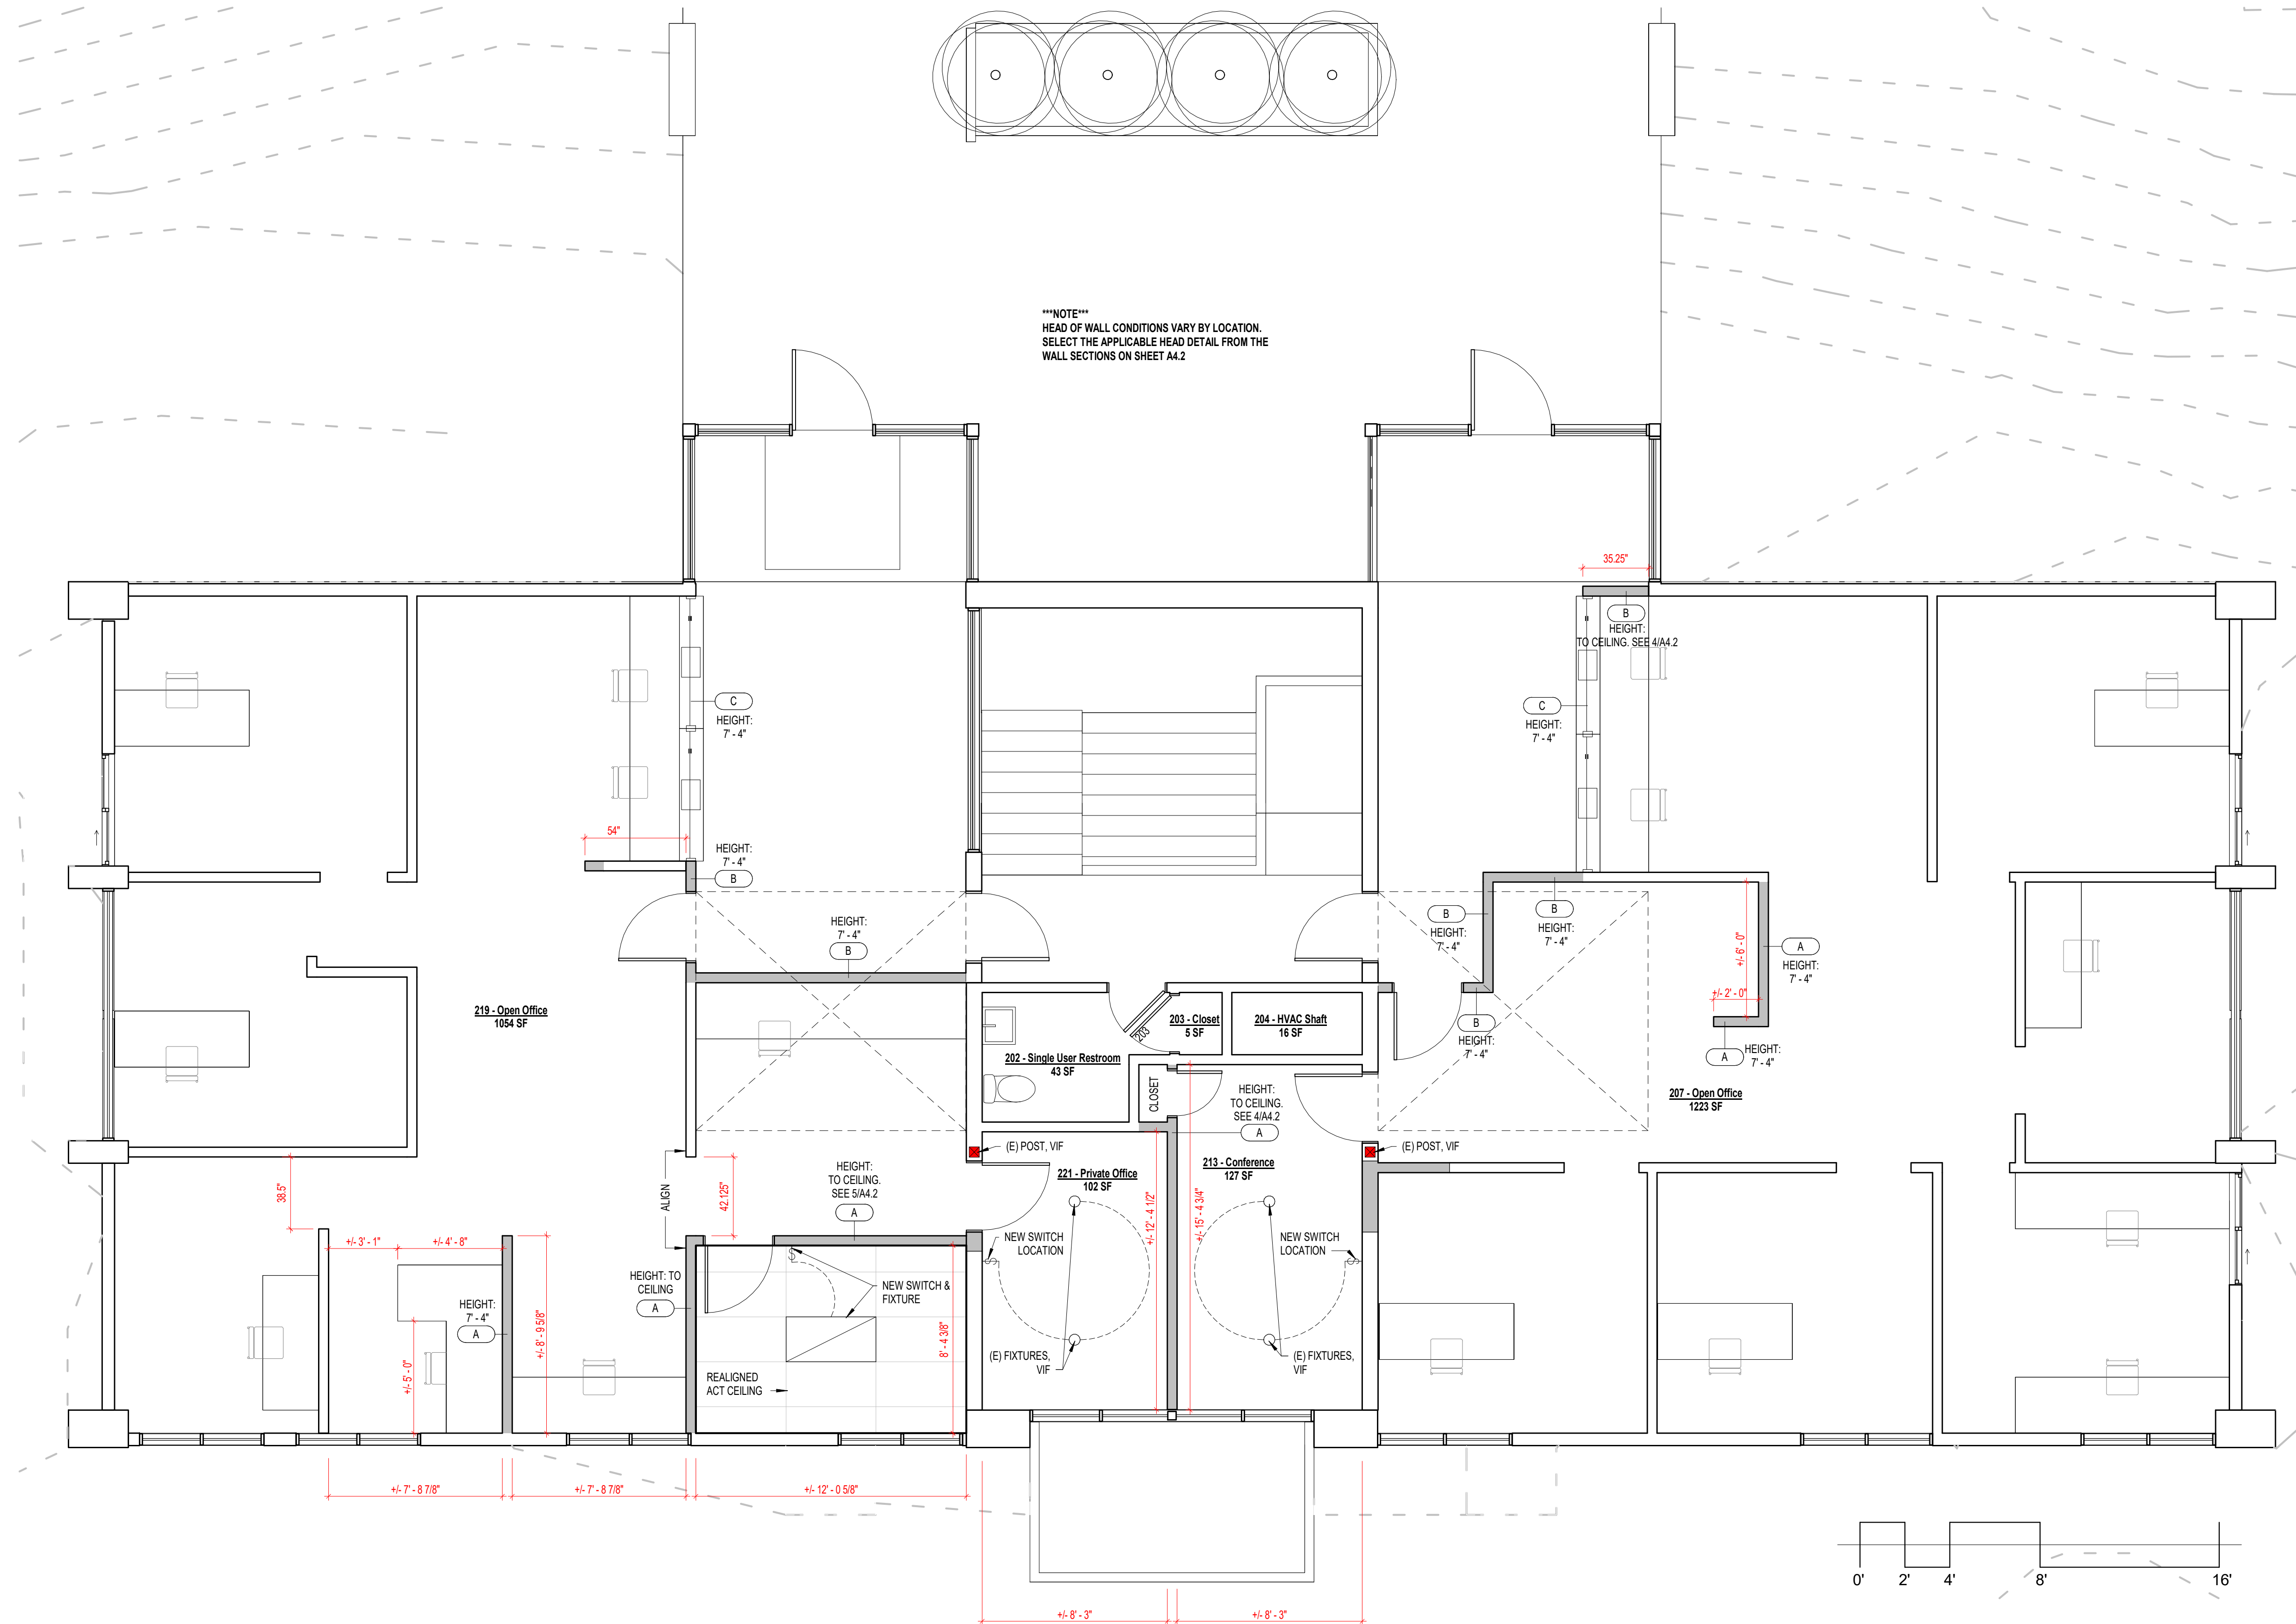 ***NOTE***
HEAD OF WALL CONDITIONS VARY BY LOCATION.
SELECT THE APPLICABLE HEAD DETAIL FROM THE
WALL SECTIONS ON SHEET A4.2
35.25"
B
HEIGHT:
TO CEILING. SEE 4/A4.2
C
HEIGHT:
7' - 4"
C
HEIGHT:
7' - 4"
54"
HEIGHT:
7' - 4"
B
HEIGHT:
7' - 4"
B
B
HEIGHT:
7' - 4"
B
HEIGHT:
7' - 4"
+/- 6' - 0"
A
HEIGHT:
7' - 4"
+/- 2' - 0"
219 - Open Office
1054 SF
203
203 - Closet
5 SF
204 - HVAC Shaft
16 SF
B
HEIGHT:
7' - 4"
A
HEIGHT:
7' - 4"
202 - Single User Restroom
43 SF
CLOSET
HEIGHT:
TO CEILING.
SEE 4/A4.2
A
207 - Open Office
1223 SF
(E) POST, VIF
(E) POST, VIF
38.5"
ALIGN
42.125"
HEIGHT:
TO CEILING.
SEE 5/A4.2
A
221 - Private Office
102 SF
213 - Conference
127 SF
+/- 12' - 4 1/2"
+/- 15' - 4 3/4"
+/- 3' - 1"
+/- 4' - 8"
NEW SWITCH
LOCATION
$
NEW SWITCH
LOCATION
$
HEIGHT: TO
CEILING
A
$
NEW SWITCH &
FIXTURE
HEIGHT:
7' - 4"
A
+/- 8' - 9 5/8"
8' - 4 3/8"
+/- 5' - 0"
REALIGNED
ACT CEILING
(E) FIXTURES,
VIF
(E) FIXTURES,
VIF
+/- 7' - 8 7/8"
+/- 7' - 8 7/8"
+/- 12' - 0 5/8"
0'
2'
4'
8'
16'
+/- 8' - 3"
+/- 8' - 3"